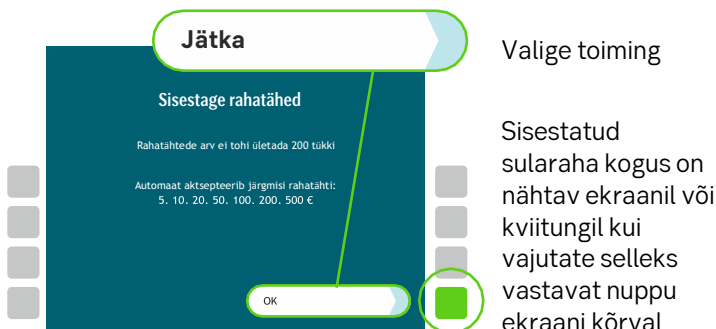 Jätka
Sisestage rahatähed
Rahatähtede arv ei tohi ületada 200 tükki
Automaat aktsepteerib järgmisi rahatähti:
5. 10. 20. 50. 100. 200. 500 €
OK
Valige toiming
Sisestatud
sularaha kogus on
nähtav ekraanil või
kviitungil kui
vajutate selleks
vastavat nuppu
ekraani kõrval